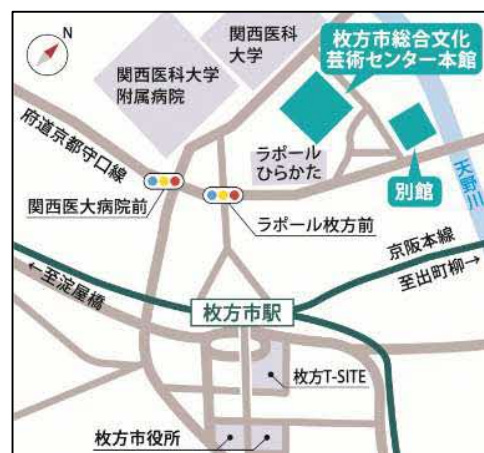 N
関西医科
大学
枚方市総合文化
芸術センター本館
関西医科大学
附属病院
府道京都守口線
ラポール
ひらかた
別館
天野川
関西医大病院前
ラポール枚方前
京阪本線
←至淀屋橋
至出町柳→
枚方市駅
枚方T-SITE
枚方市役所